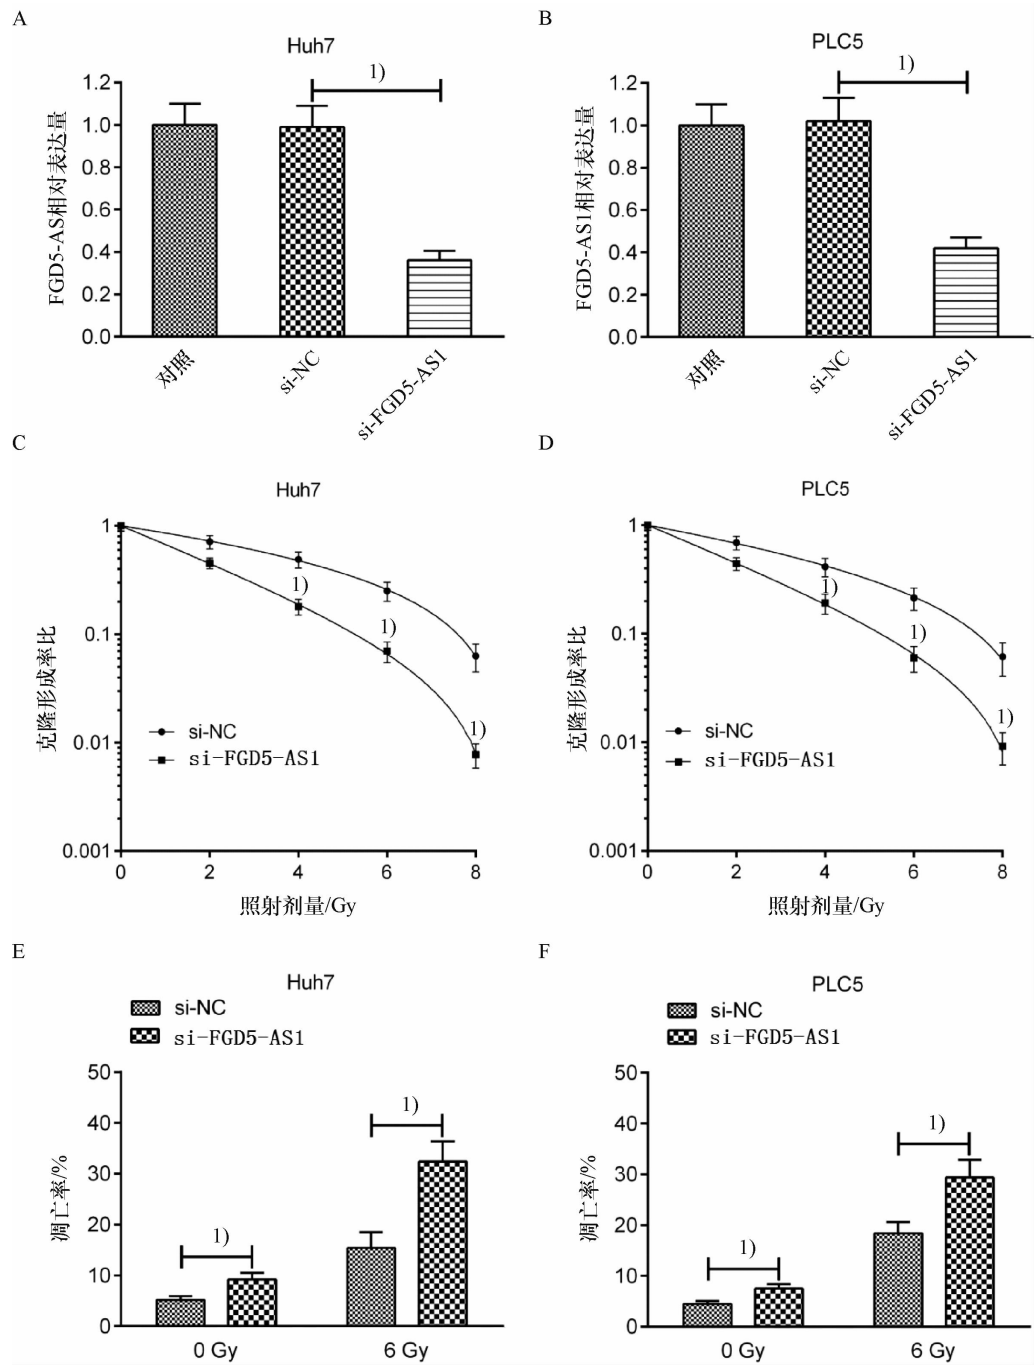 A
Huh7
1)
FGD5-AS相对表达量
1.2
1.0
0.8
0.6
0.4
0.2
0.0
对照
si-NC
si-FGD5-AS1
B
PLC5
1)
FGD5-AS1相对表达量
1.2
1.0
0.8
0.6
0.4
0.2
0.0
对照
si-NC
si-FGD5-AS1
C
Huh7
克隆形成率比
1
0.1
0.01
0.001
1)
1)
1)
si-NC
si-FGD5-AS1
0 2 4 6 8
照射剂量/Gy
D
PLC5
克隆形成率比
1
0.1
0.01
0.001
1)
1)
1)
si-NC
si-FGD5-AS1
0 2 4 6 8
照射剂量/Gy
E
Huh7
si-NC
si-FGD5-AS1
凋亡率/%
50
40
30
20
10
0
1)
1)
0 Gy 6 Gy
F
PLC5
si-NC
si-FGD5-AS1
凋亡率/%
50
40
30
20
10
0
1)
1)
0 Gy 6 Gy